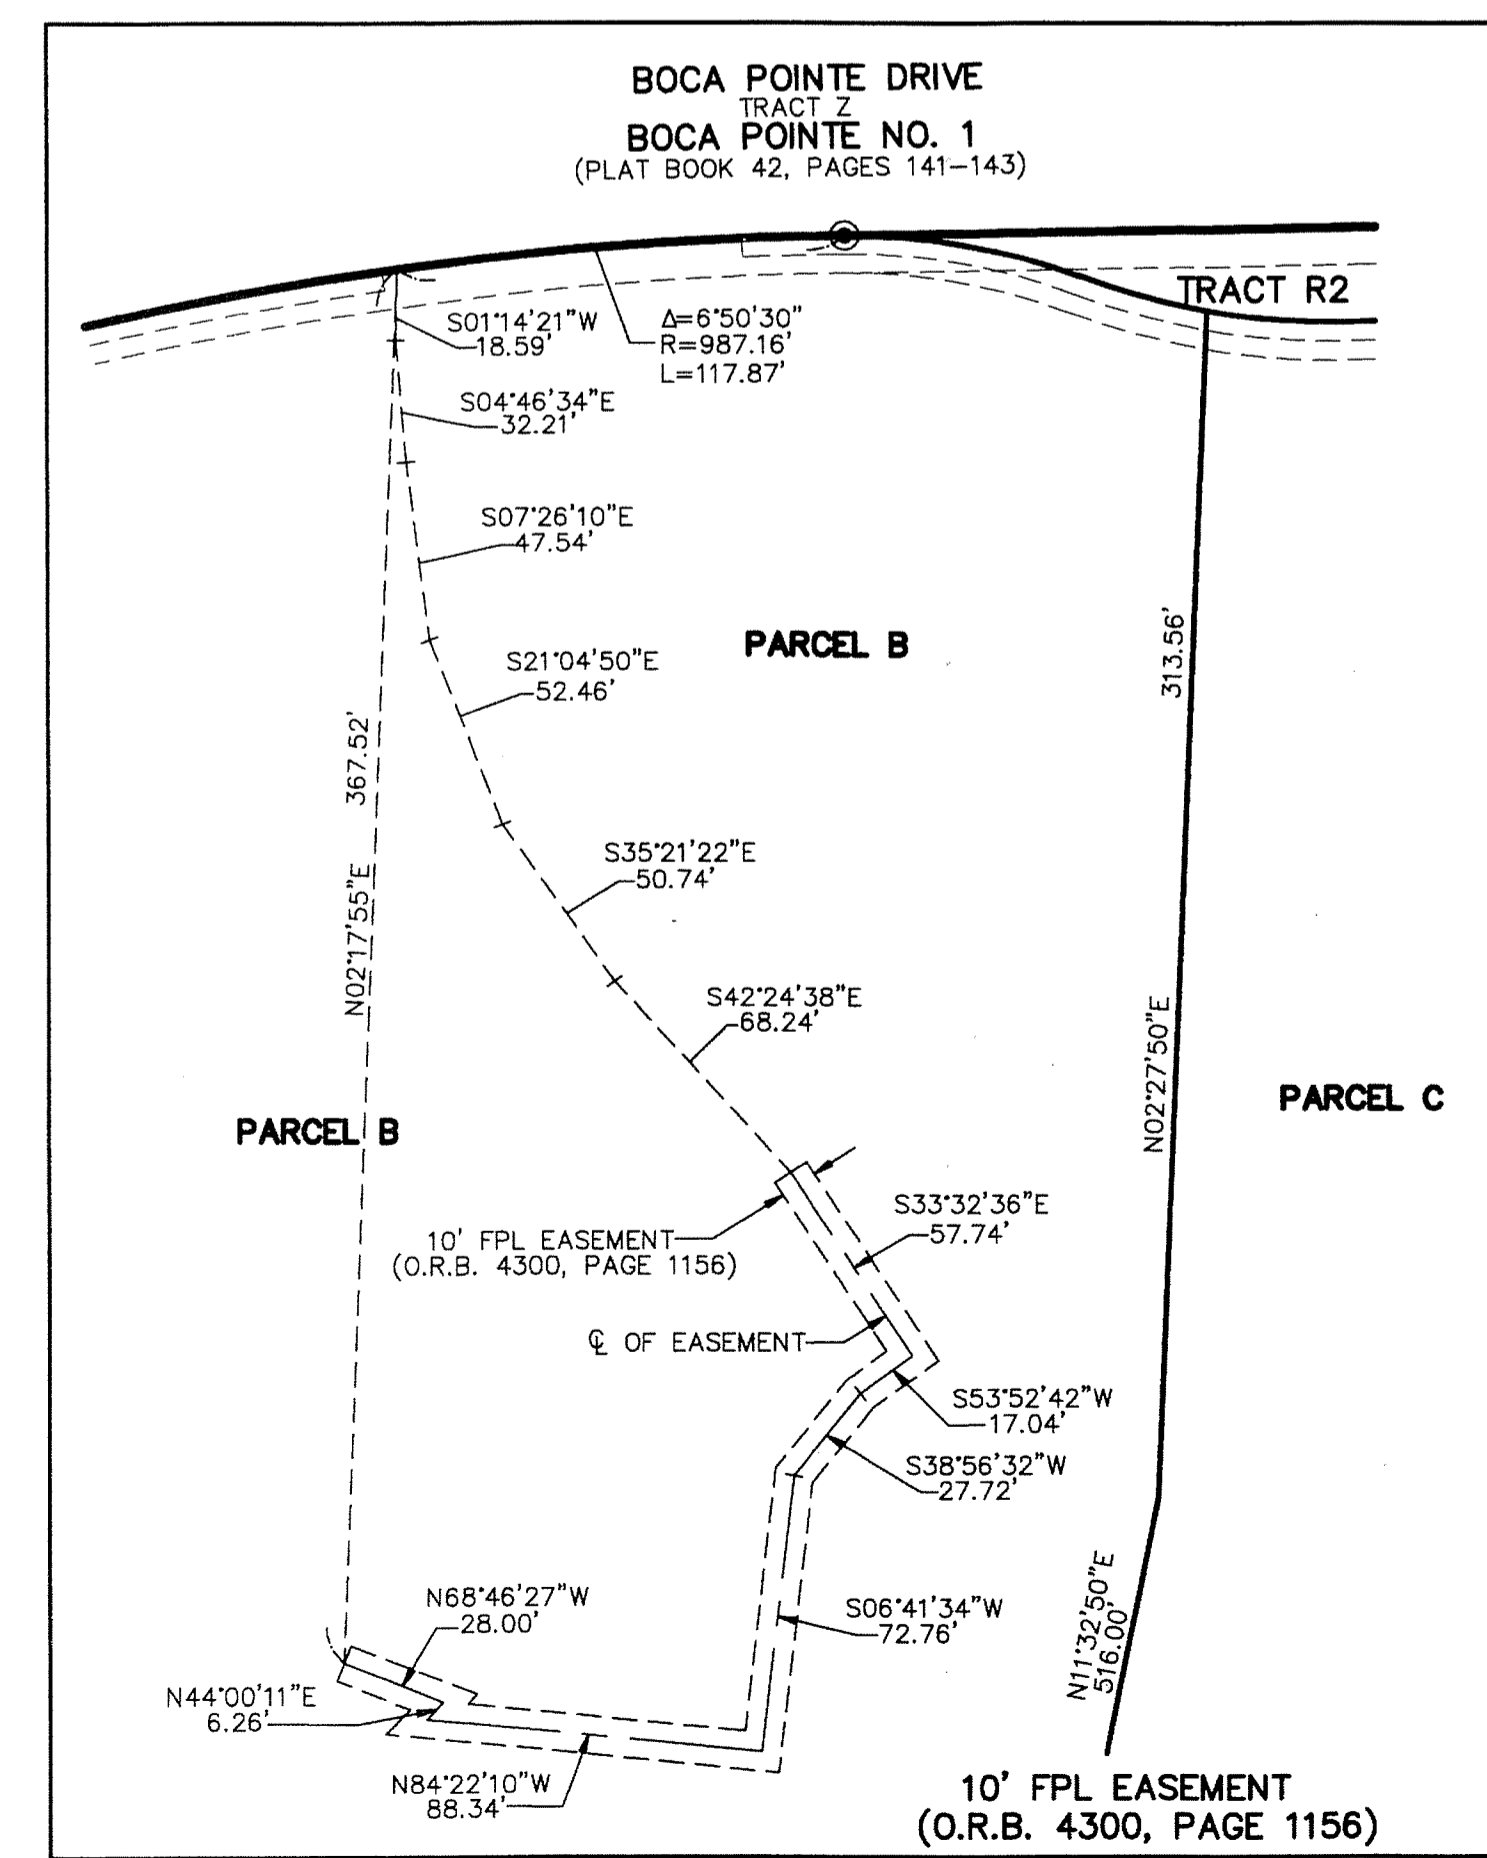 BOCA POINTE DRIVE
TRACT Z
BOCA POINTE NO. 1
(PLAT BOOK 42, PAGES 141-143)
TRACT R2
S01°14'21"W
18.59'
Δ=6°50'30"
R=987.16'
L=117.87'
S04°46'34"E
32.21'
S07°26'10"E
47.54'
PARCEL B
S21°04'50"E
52.46'
313.56'
N02°27'50"E
367.52'
N02°17'55"E
S35°21'22"E
50.74'
S42°24'38"E
68.24'
PARCEL B
PARCEL C
S33°32'36"E
57.74'
10' FPL EASEMENT
(O.R.B. 4300, PAGE 1156)
℄ OF EASEMENT
S53°52'42"W
17.04'
S38°56'32"W
27.72'
N68°46'27"W
28.00'
S06°41'34"W
72.76'
N11°32'50"E
516.00'
N44°00'11"E
6.26'
N84°22'10"W
88.34'
10' FPL EASEMENT
(O.R.B. 4300, PAGE 1156)